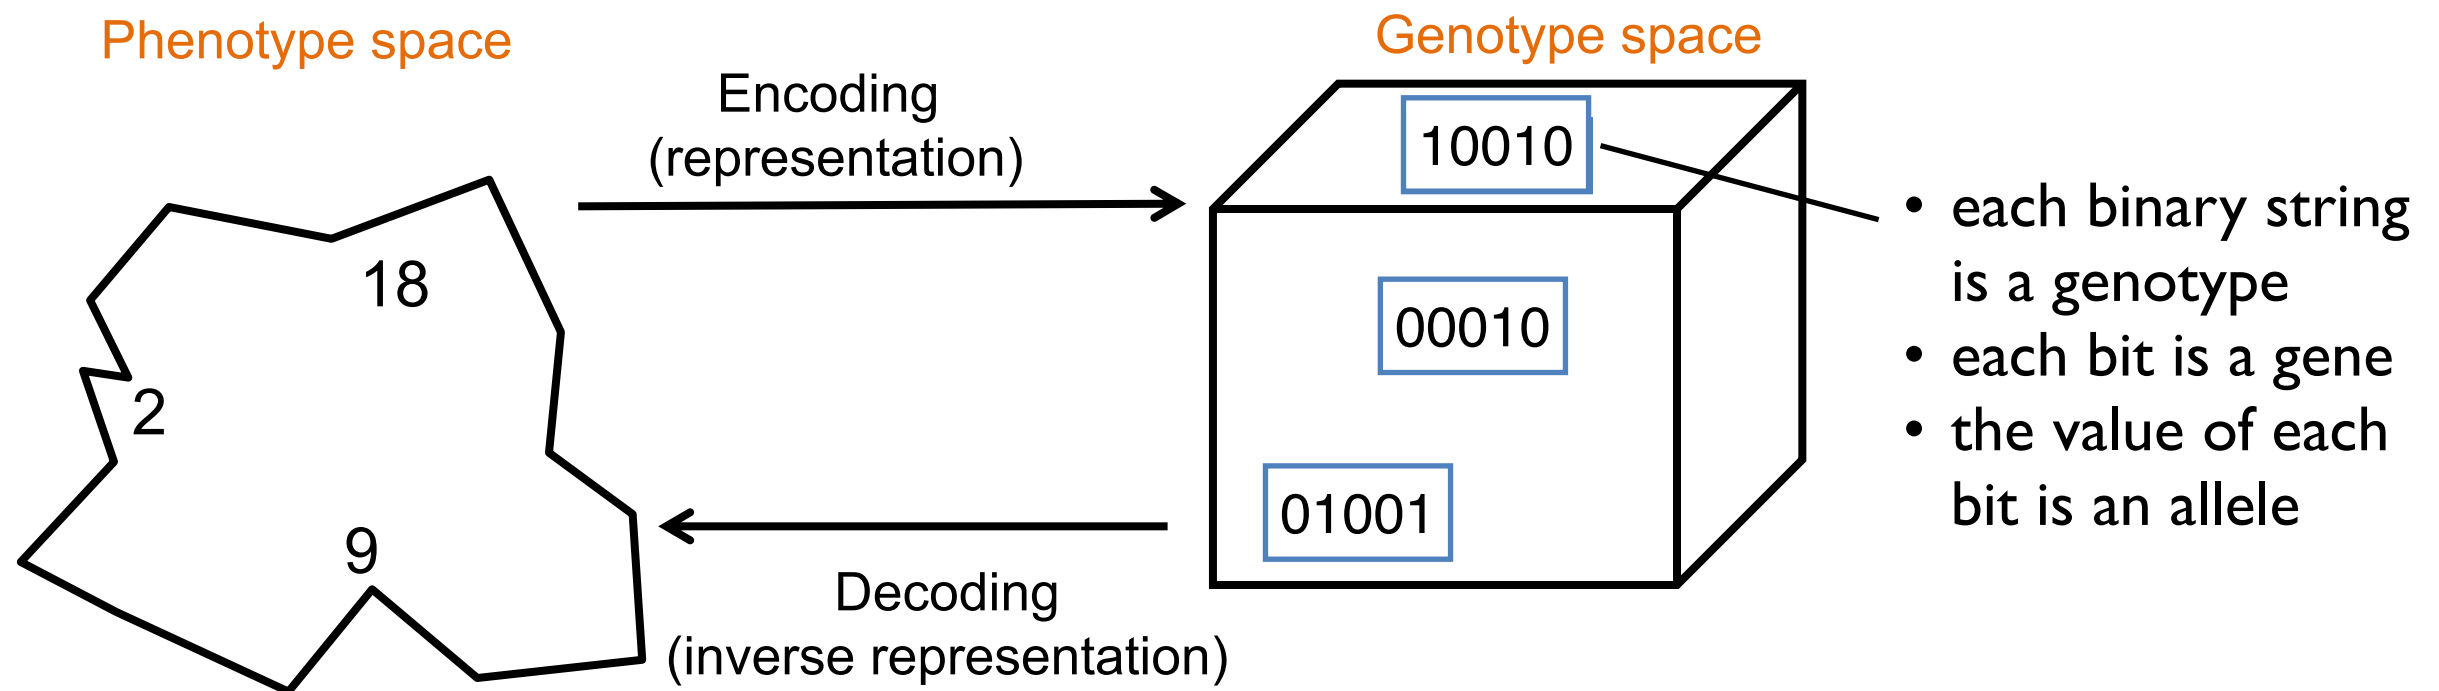 Phenotype space
Encoding
(representation)
18
2
9
Decoding
(inverse representation)
Genotype space
10010
00010
01001
• each binary string
is a genotype
• each bit is a gene
• the value of each
bit is an allele